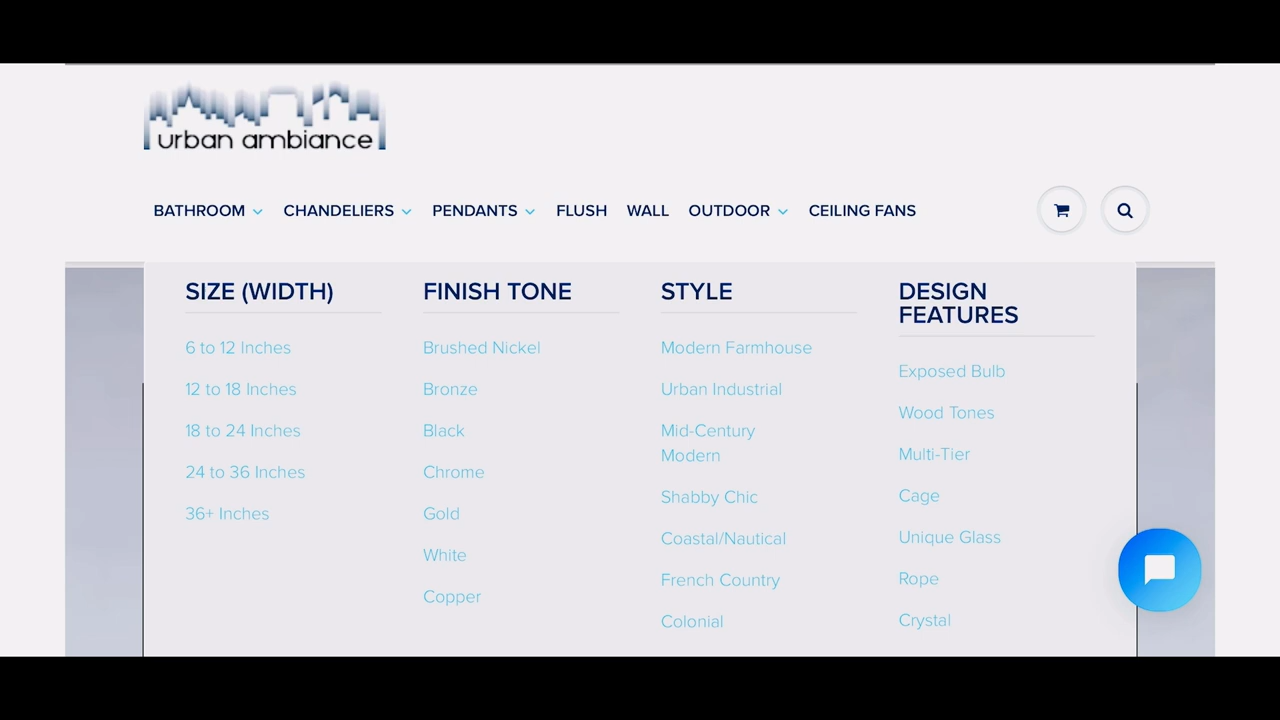 urban ambiance
BATHROOM CHANDELIERS PENDANTS FLUSH WALL OUTDOOR CEILING FANS
SIZE (WIDTH)
6 to 12 Inches
12 to 18 Inches
18 to 24 Inches
24 to 36 Inches
36+ Inches
FINISH TONE
Brushed Nickel
Bronze
Black
Chrome
Gold
White
Copper
STYLE
Modern Farmhouse
Urban Industrial
Mid-Century
Modern
Shabby Chic
Coastal/Nautical
French Country
Colonial
DESIGN
FEATURES
Exposed Bulb
Wood Tones
Multi-Tier
Cage
Unique Glass
Rope
Crystal